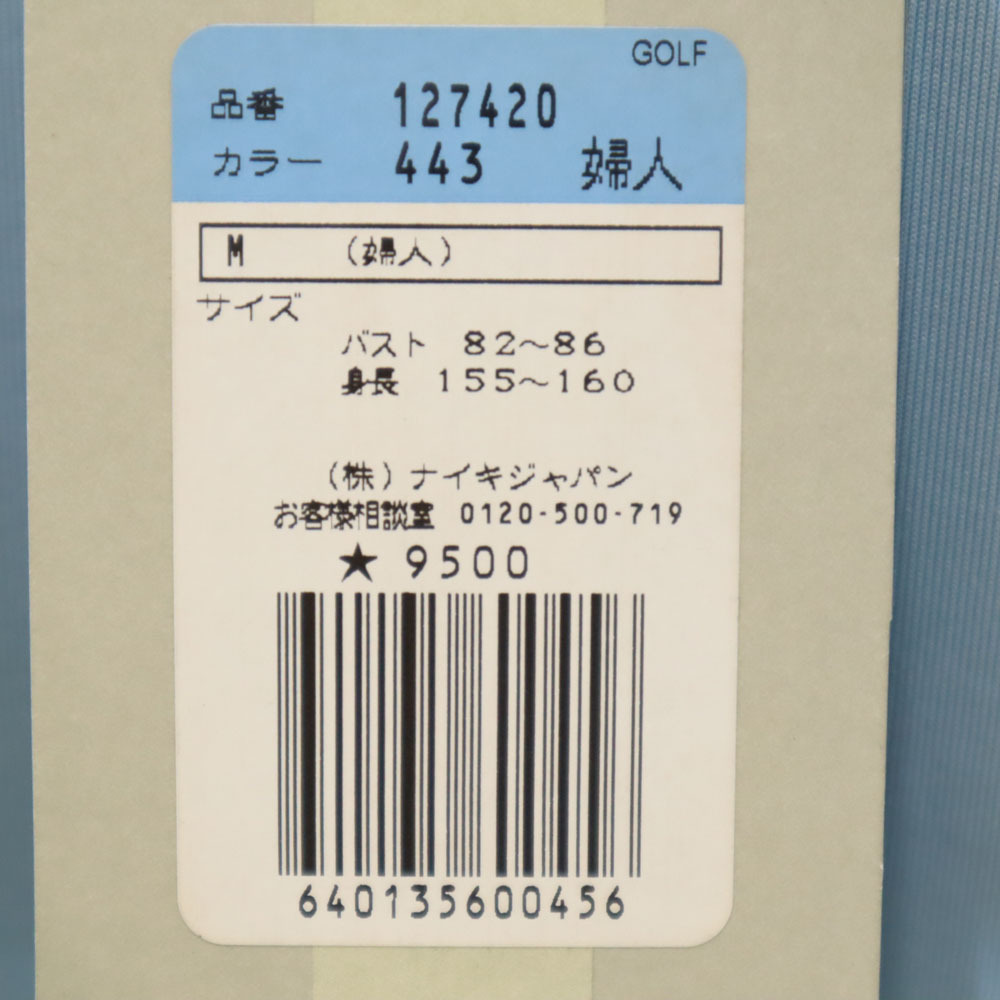 GOLF
品番 127420
カラー 443 婦人
M (婦人)
サイズ
バスト 82～86
身長 155～160
(株)ナイキジャパン
お客様相談室 0120-500-719
★ 9500
640135600456